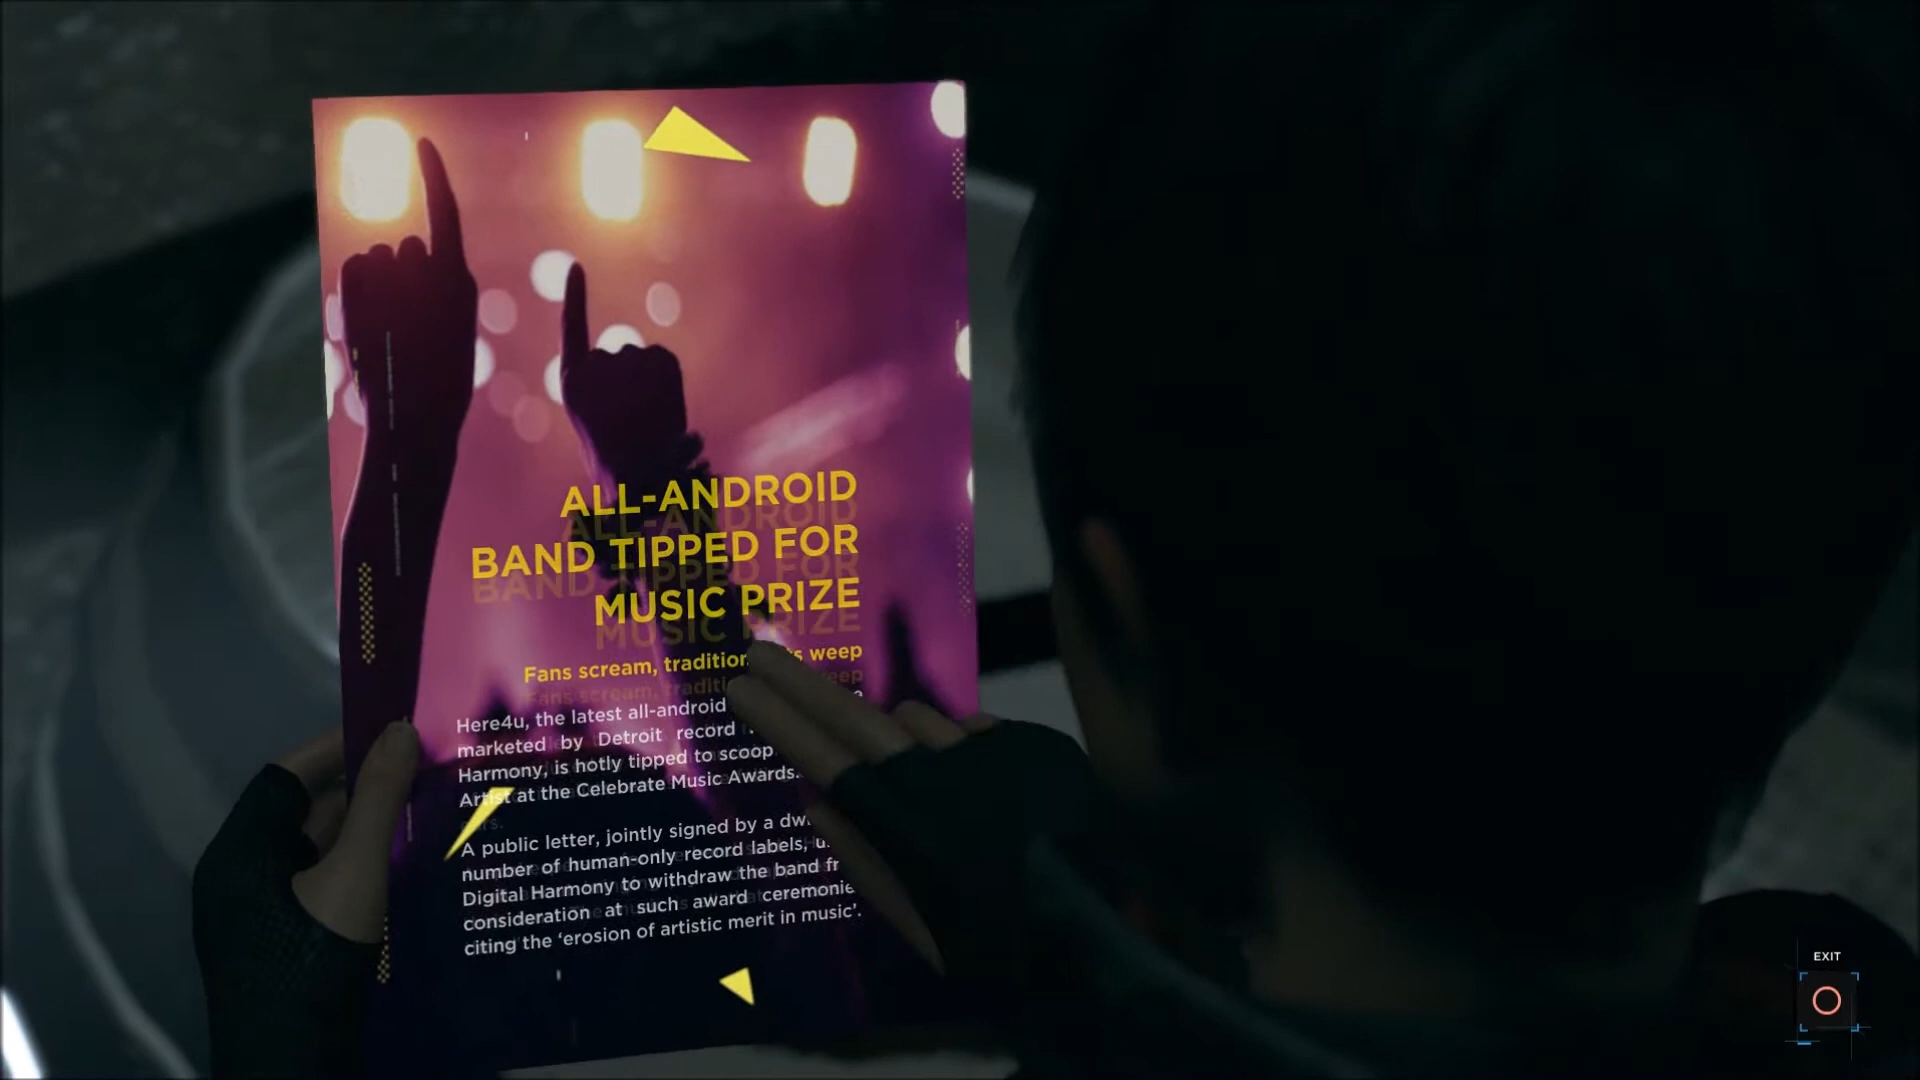 ALL-ANDROID
BAND TIPPED FOR
MUSIC PRIZE
Fans scream, weep
Here4u, the latest all-android
marketed by Detroit record
Harmony, is hotly tipped to scoop
Artist at the Celebrate Music Awards.
A public letter, jointly signed by a
number of human-only record labels,
Digital Harmony to withdraw the band
consideration at such award
citing the ‘erosion of artistic merit in music’.
EXIT